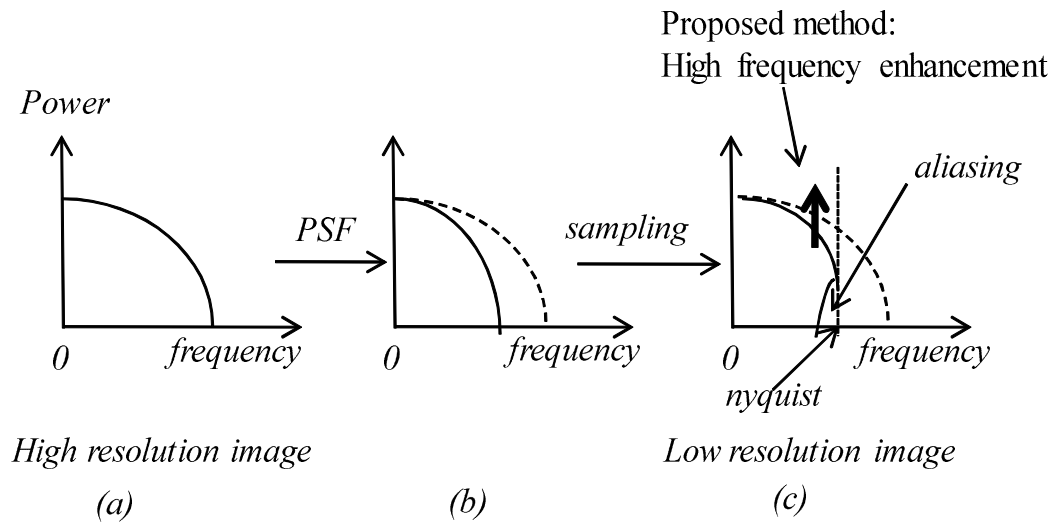 Proposed method:
High frequency enhancement
Power
PSF
sampling
aliasing
0
frequency
0
frequency
0
frequency
nyquist
High resolution image
Low resolution image
(a)
(b)
(c)